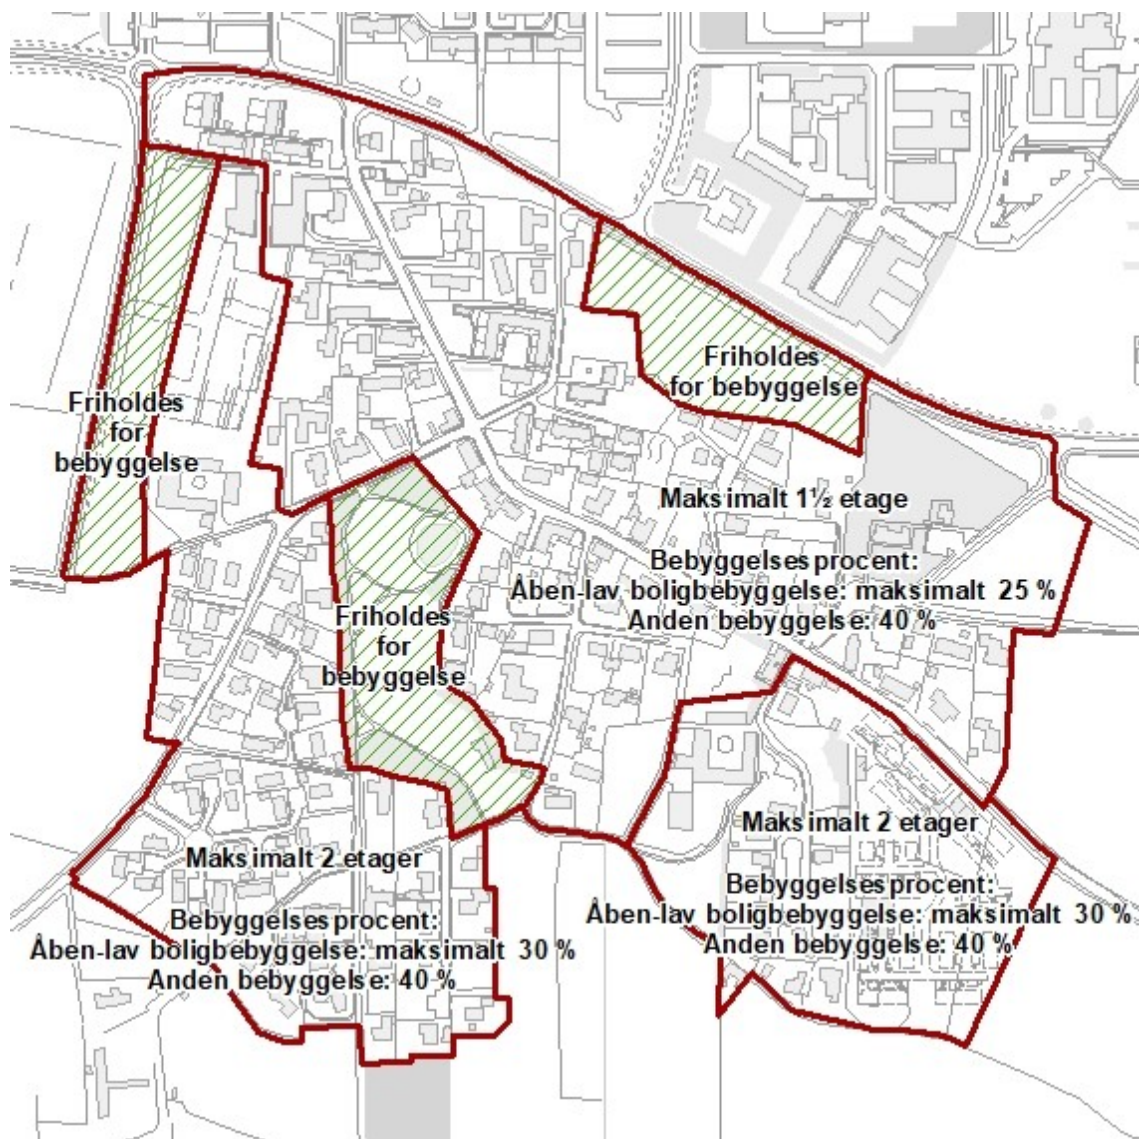 Friholdes
for bebyggelse
Friholdes
for
bebyggelse
Maksimalt 1½ etage
Bebyggelsesprocent:
Åben-lav boligbebyggelse: maksimalt 25 %
Anden bebyggelse: 40 %
Friholdes
for
bebyggelse
Maksimalt 2 etager
Bebyggelsesprocent:
Åben-lav boligbebyggelse: maksimalt 30 %
Anden bebyggelse: 40 %
Maksimalt 2 etager
Bebyggelsesprocent:
Åben-lav boligbebyggelse: maksimalt 30 %
Anden bebyggelse: 40 %